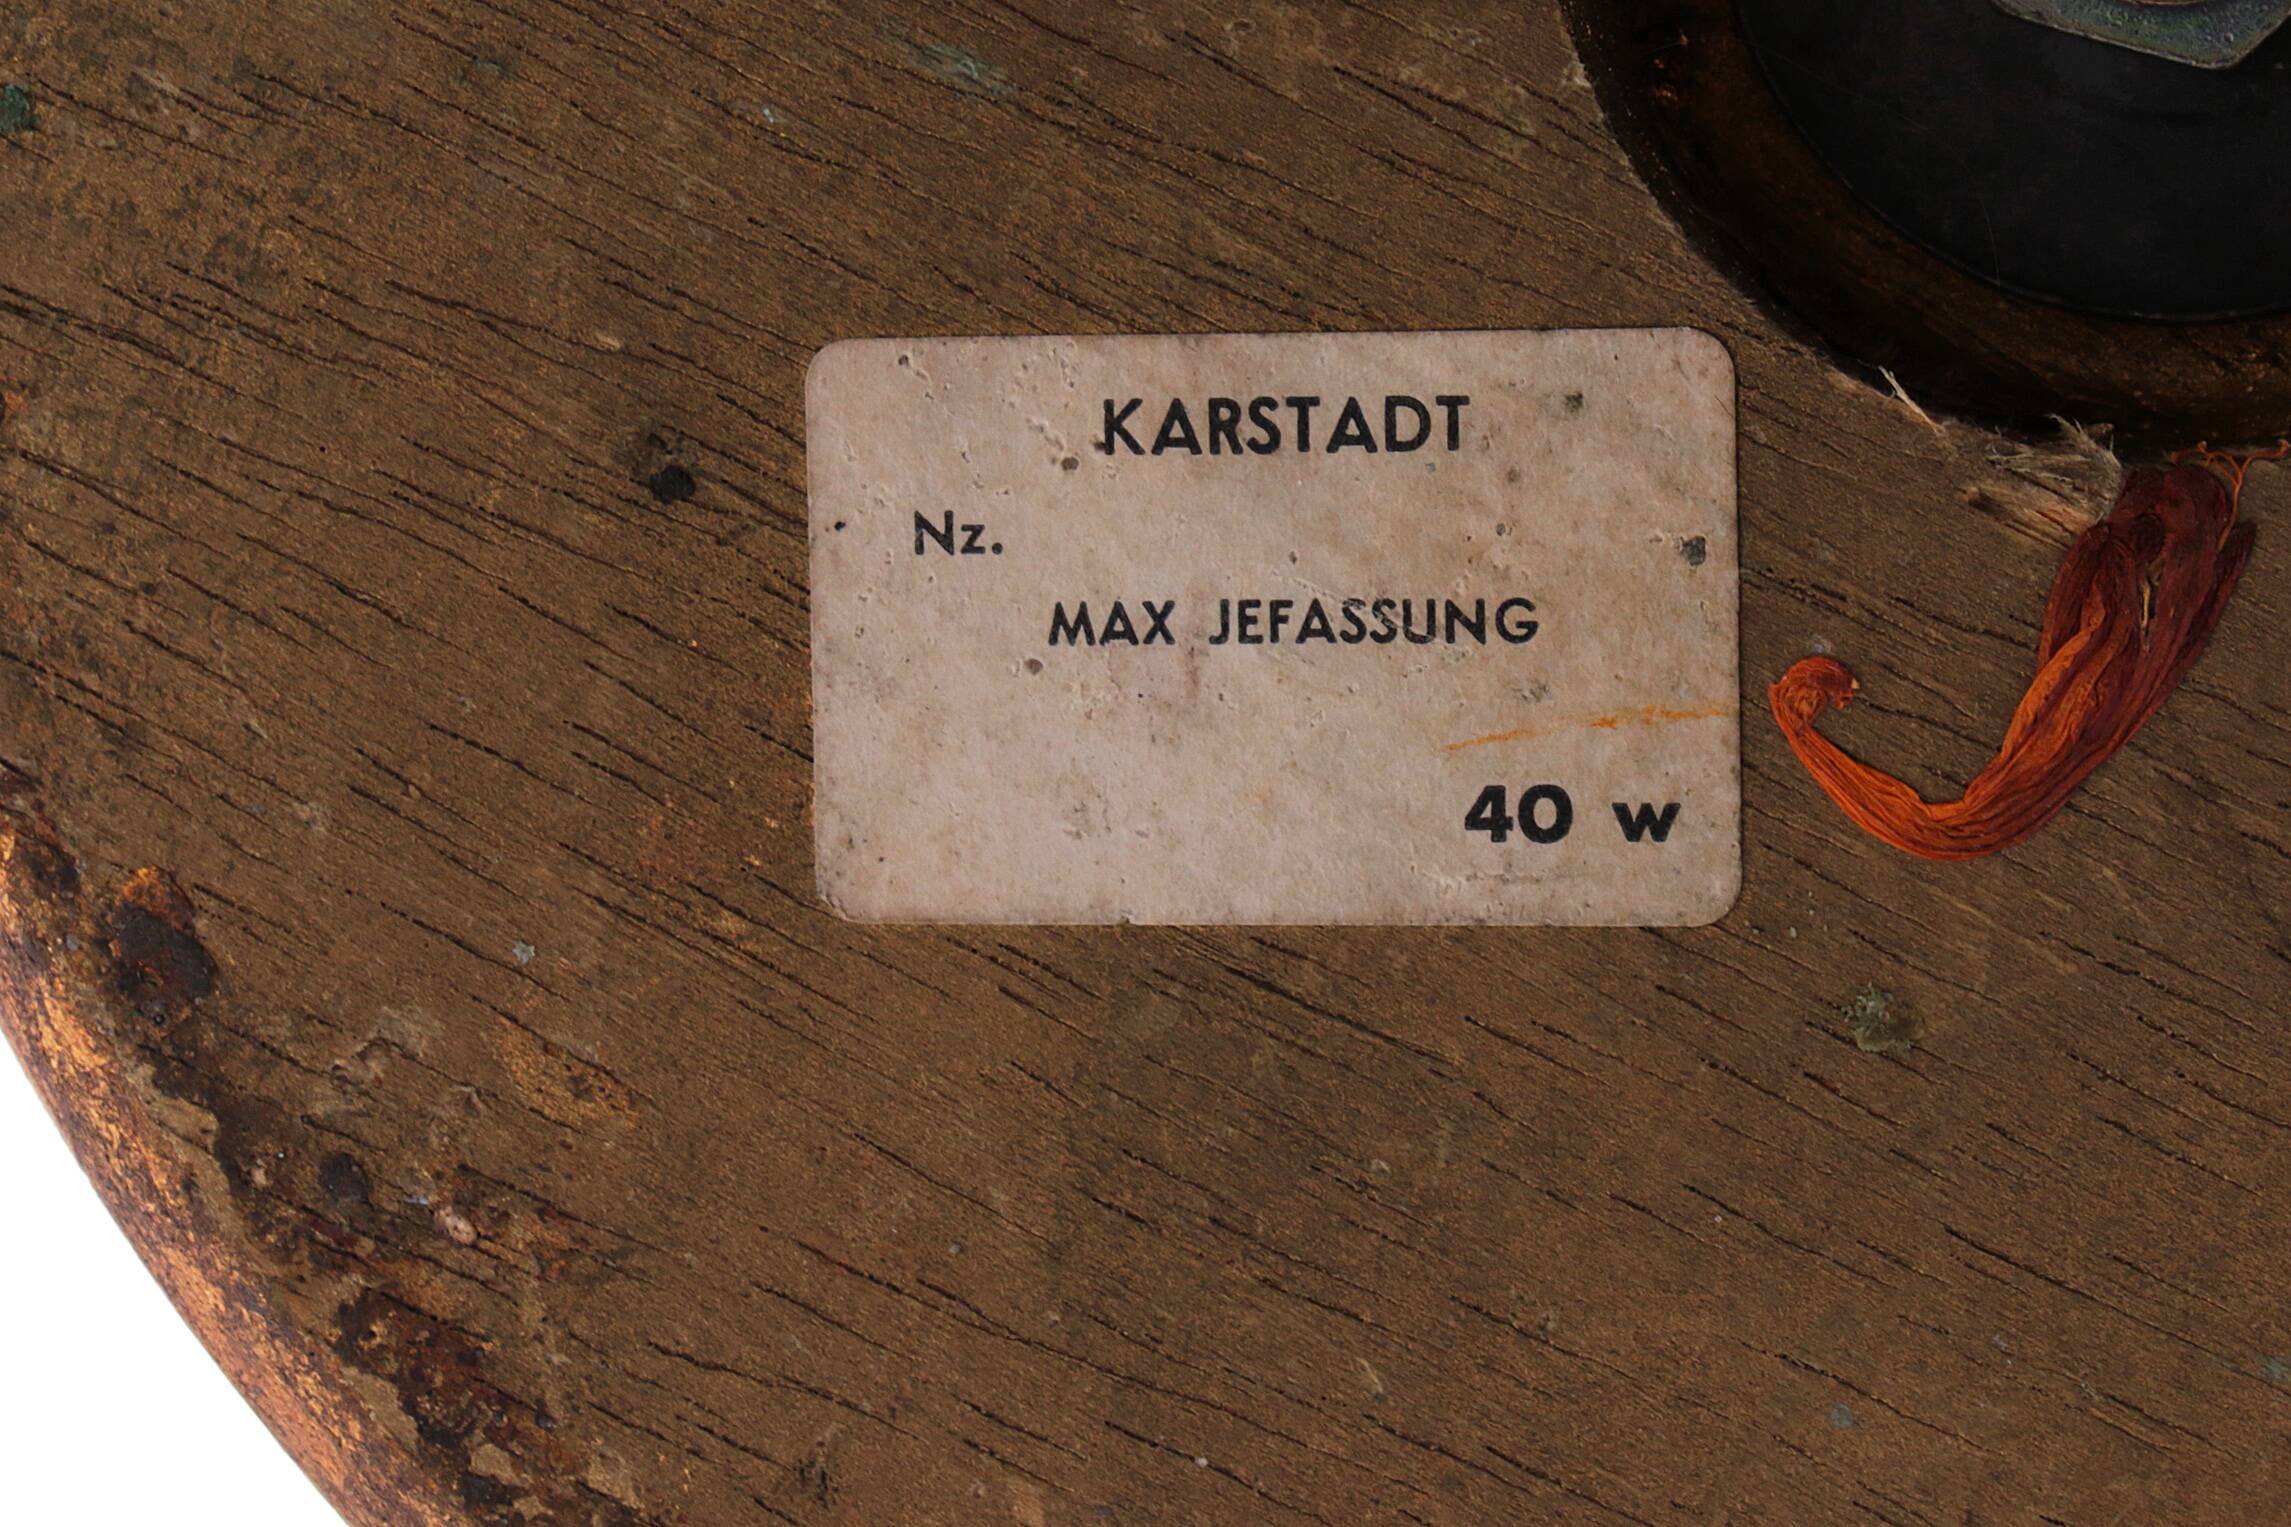 KARSTADT
Nz.
MAX JEFASSUNG
40 W